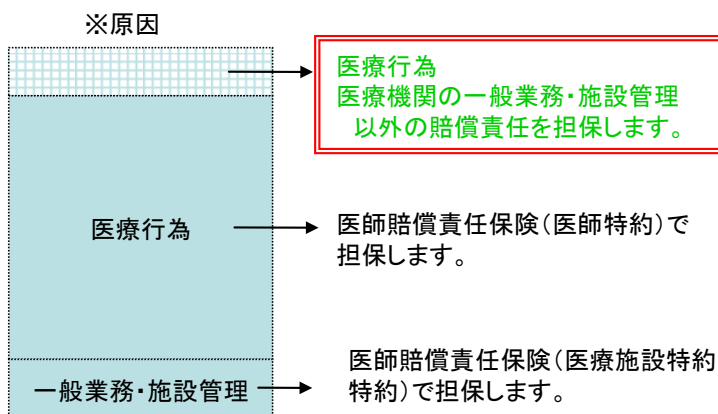 ※原因
医療行為
医療機関の一般業務・施設管理
以外の賠償責任を担保します。
医療行為
医師賠償責任保険（医師特約）で
担保します。
一般業務・施設管理
医師賠償責任保険（医療施設特約
特約）で担保します。